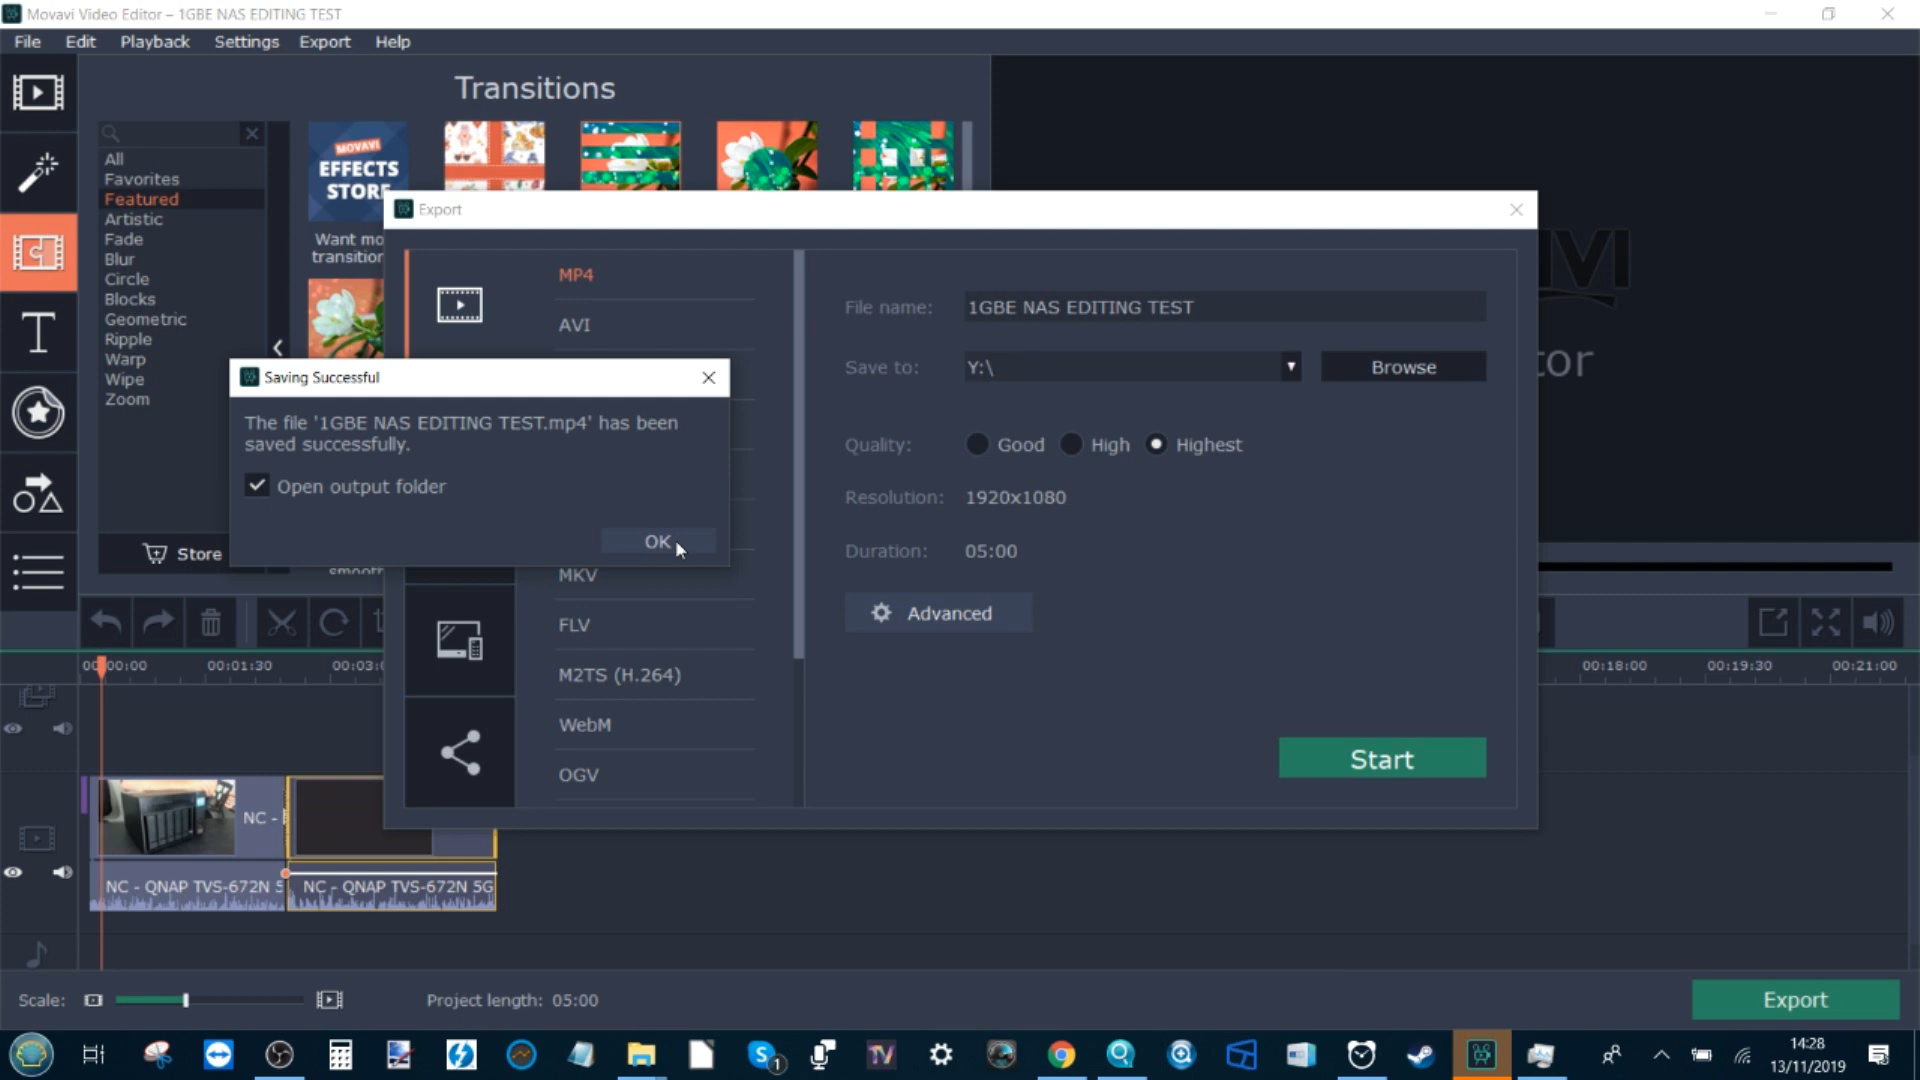 Movavi Video Editor – 1GBE NAS EDITING TEST
File Edit Playback Settings Export Help
Transitions
All
Favorites
Featured
Artistic
Fade
Blur
Circle
Blocks
Geometric
Ripple
Warp
Wipe
Zoom
Store
MOVAVI
EFFECTS
STORE
Want mo
transition
Export
MP4
AVI
MKV
FLV
M2TS (H.264)
WebM
OGV
File name: 1GBE NAS EDITING TEST
Save to: Y:\ Browse
Quality: Good High Highest
Resolution: 1920x1080
Duration: 05:00
Advanced
Start
Saving Successful
The file '1GBE NAS EDITING TEST.mp4' has been
saved successfully.
Open output folder
OK
00:01:30 00:18:00 00:19:30 00:21:00
NC -
NC - QNAP TVS-672N 5 NC - QNAP TVS-672N 5G
Scale: Project length: 05:00 Export
S 1 TV 14:28
13/11/2019